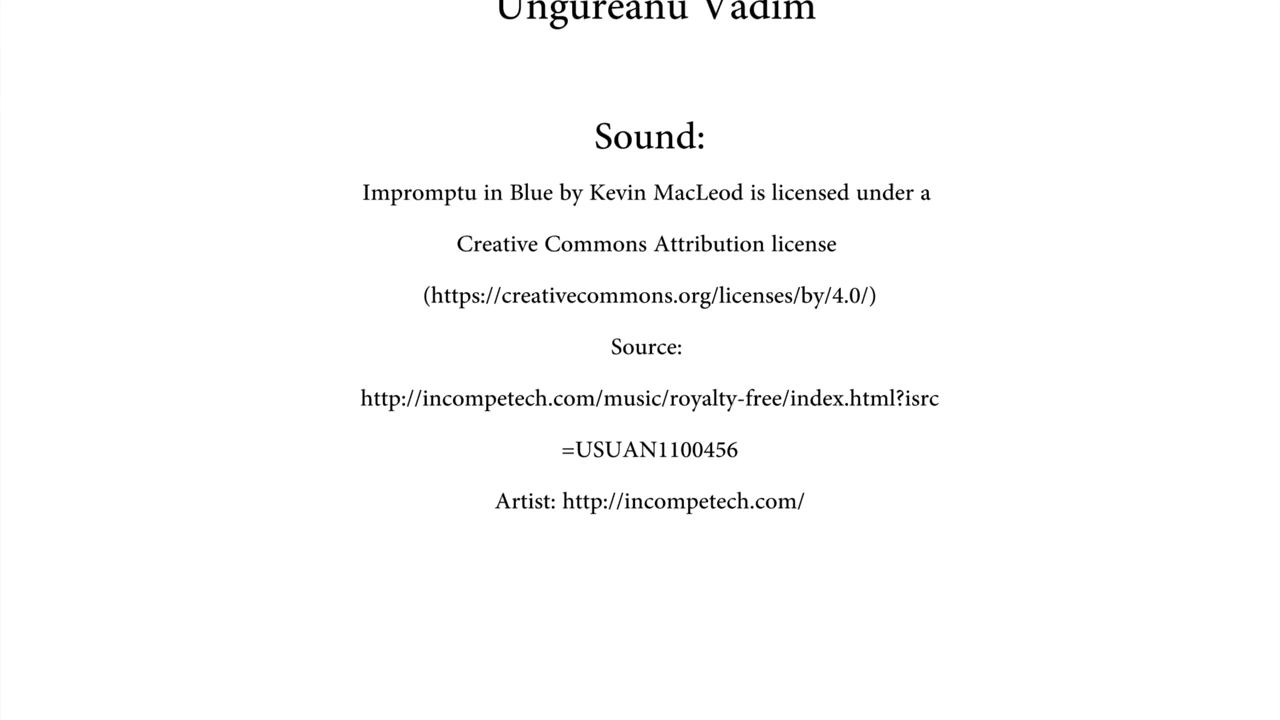 Ungureanu Vadim
Sound:
Impromptu in Blue by Kevin MacLeod is licensed under a
Creative Commons Attribution license
(https://creativecommons.org/licenses/by/4.0/)
Source:
http://incompetech.com/music/royalty-free/index.html?isrc
=USUAN1100456
Artist: http://incompetech.com/